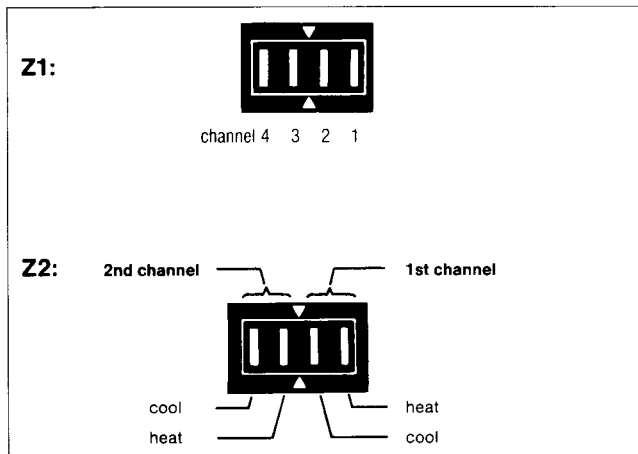 Z1:
channel 4 3 2 1
Z2: 2nd channel 1st channel
cool heat
heat cool